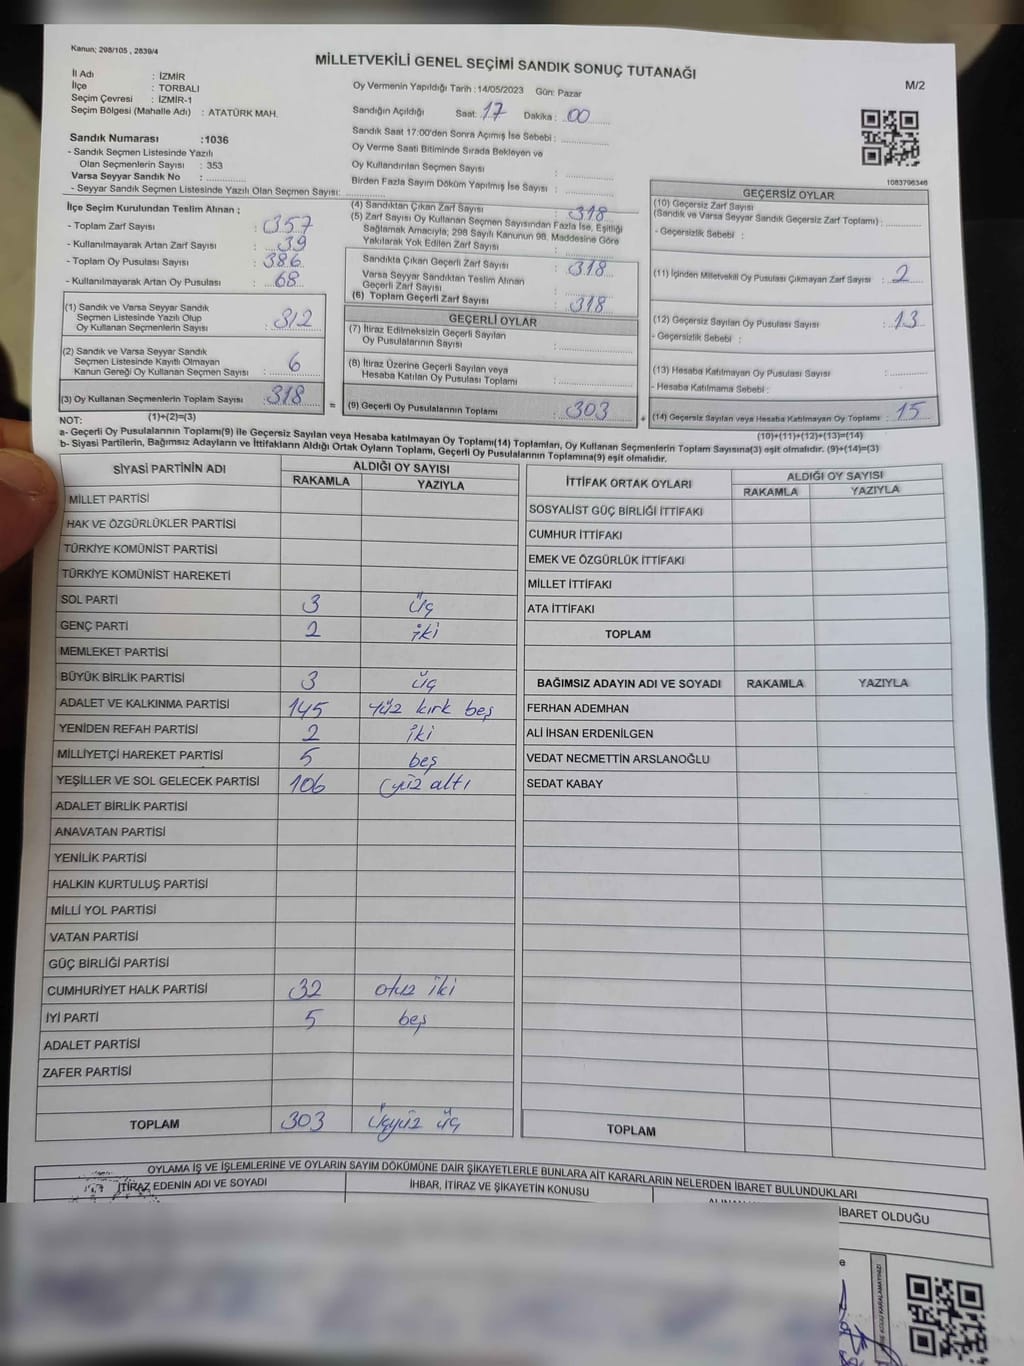 Kanun; 298/105 , 2839/4
MİLLETVEKİLİ GENEL SEÇİMİ SANDIK SONUÇ TUTANAĞI
M/2
İl Adı : İZMİR
İlçe : TORBALI
Seçim Çevresi : İZMİR-1
Seçim Bölgesi (Mahalle Adı) : ATATÜRK MAH.
Sandık Numarası :1036
- Sandık Seçmen Listesinde Yazılı
Olan Seçmenlerin Sayısı : 353
Varsa Seyyar Sandık No :
- Seyyar Sandık Seçmen Listesinde Yazılı Olan Seçmen Sayısı:
Oy Vermenin Yapıldığı Tarih : 14/05/2023 Gün: Pazar
Sandığın Açıldığı Saat: 17 Dakika : 00
Sandık Saat 17:00'den Sonra Açımış İse Sebebi :
Oy Verme Saati Bitiminde Sırada Bekleyen ve
Oy Kullandırılan Seçmen Sayısı :
Birden Fazla Sayım Döküm Yapılmış İse Sayısı :
1083796346
İlçe Seçim Kurulundan Teslim Alınan ;
- Toplam Zarf Sayısı : 357
- Kullanılmayarak Artan Zarf Sayısı : 39
- Toplam Oy Pusulası Sayısı : 386
- Kullanılmayarak Artan Oy Pusulası : 68
(1) Sandık ve Varsa Seyyar Sandık
Seçmen Listesinde Yazılı Olup
Oy Kullanan Seçmenlerin Sayısı : 312
(2) Sandık ve Varsa Seyyar Sandık
Seçmen Listesinde Kayıtlı Olmayan
Kanun Gereği Oy Kullanan Seçmen Sayısı : 6
(3) Oy Kullanan Seçmenlerin Toplam Sayısı : 318
(1)+(2)=(3)
(4) Sandıktan Çıkan Zarf Sayısı : 318
(5) Zarf Sayısı Oy Kullanan Seçmen Sayısından Fazla İse, Eşitliği
Sağlamak Amacıyla; 298 Sayılı Kanunun 98. Maddesine Göre
Yakılarak Yok Edilen Zarf Sayısı :
Sandıkta Çıkan Geçerli Zarf Sayısı : 318
Varsa Seyyar Sandıktan Teslim Alınan
Geçerli Zarf Sayısı :
(6) Toplam Geçerli Zarf Sayısı : 318
GEÇERLİ OYLAR
(7) İtiraz Edilmeksizin Geçerli Sayılan
Oy Pusulalarının Sayısı :
(8) İtiraz Üzerine Geçerli Sayılan veya
Hesaba Katılan Oy Pusulası Toplamı :
= (9) Geçerli Oy Pusulalarının Toplamı : 303
GEÇERSİZ OYLAR
(10) Geçersiz Zarf Sayısı
(Sandık ve Varsa Seyyar Sandık Geçersiz Zarf Toplamı) :
- Geçersizlik Sebebi :
(11) İçinden Milletvekili Oy Pusulası Çıkmayan Zarf Sayısı : 2
(12) Geçersiz Sayılan Oy Pusulası Sayısı : 13
- Geçersizlik Sebebi :
(13) Hesaba Katılmayan Oy Pusulası Sayısı :
- Hesaba Katılmama Sebebi :
+ (14) Geçersiz Sayılan veya Hesaba Katılmayan Oy Toplamı : 15
(10)+(11)+(12)+(13)=(14)
NOT:
a- Geçerli Oy Pusulalarının Toplamı(9) ile Geçersiz Sayılan veya Hesaba katılmayan Oy Toplamı(14) Toplamları, Oy Kullanan Seçmenlerin Toplam Sayısına(3) eşit olmalıdır. (9)+(14)=(3)
b- Siyasi Partilerin, Bağımsız Adayların ve İttifakların Aldığı Ortak Oyların Toplamı, Geçerli Oy Pusulalarının Toplamına(9) eşit olmalıdır.
SİYASİ PARTİNİN ADI ALDIĞI OY SAYISI
RAKAMLA YAZIYLA
MİLLET PARTİSİ
HAK VE ÖZGÜRLÜKLER PARTİSİ
TÜRKİYE KOMÜNİST PARTİSİ
TÜRKİYE KOMÜNİST HAREKETİ
SOL PARTİ 3 üç
GENÇ PARTİ 2 iki
MEMLEKET PARTİSİ
BÜYÜK BİRLİK PARTİSİ 3 üç
ADALET VE KALKINMA PARTİSİ 145 yüz kırk beş
YENİDEN REFAH PARTİSİ 2 iki
MİLLİYETÇİ HAREKET PARTİSİ 5 beş
YEŞİLLER VE SOL GELECEK PARTİSİ 106 yüz altı
ADALET BİRLİK PARTİSİ
ANAVATAN PARTİSİ
YENİLİK PARTİSİ
HALKIN KURTULUŞ PARTİSİ
MİLLİ YOL PARTİSİ
VATAN PARTİSİ
GÜÇ BİRLİĞİ PARTİSİ
CUMHURİYET HALK PARTİSİ 32 otuz iki
İYİ PARTİ 5 beş
ADALET PARTİSİ
ZAFER PARTİSİ
TOPLAM 303 üçyüz üç
İTTİFAK ORTAK OYLARI ALDIĞI OY SAYISI
RAKAMLA YAZIYLA
SOSYALİST GÜÇ BİRLİĞİ İTTİFAKI
CUMHUR İTTİFAKI
EMEK VE ÖZGÜRLÜK İTTİFAKI
MİLLET İTTİFAKI
ATA İTTİFAKI
TOPLAM
BAĞIMSIZ ADAYIN ADI VE SOYADI RAKAMLA YAZIYLA
FERHAN ADEMHAN
ALİ İHSAN ERDENİLGEN
VEDAT NECMETTİN ARSLANOĞLU
SEDAT KABAY
TOPLAM
OYLAMA İŞ VE İŞLEMLERİNE VE OYLARIN SAYIM DÖKÜMÜNE DAİR ŞİKAYETLERLE BUNLARA AİT KARARLARIN NELERDEN İBARET BULUNDUKLARI
İTİRAZ EDENİN ADI VE SOYADI İHBAR, İTİRAZ VE ŞİKAYETİN KONUSU
İBARET OLDUĞU